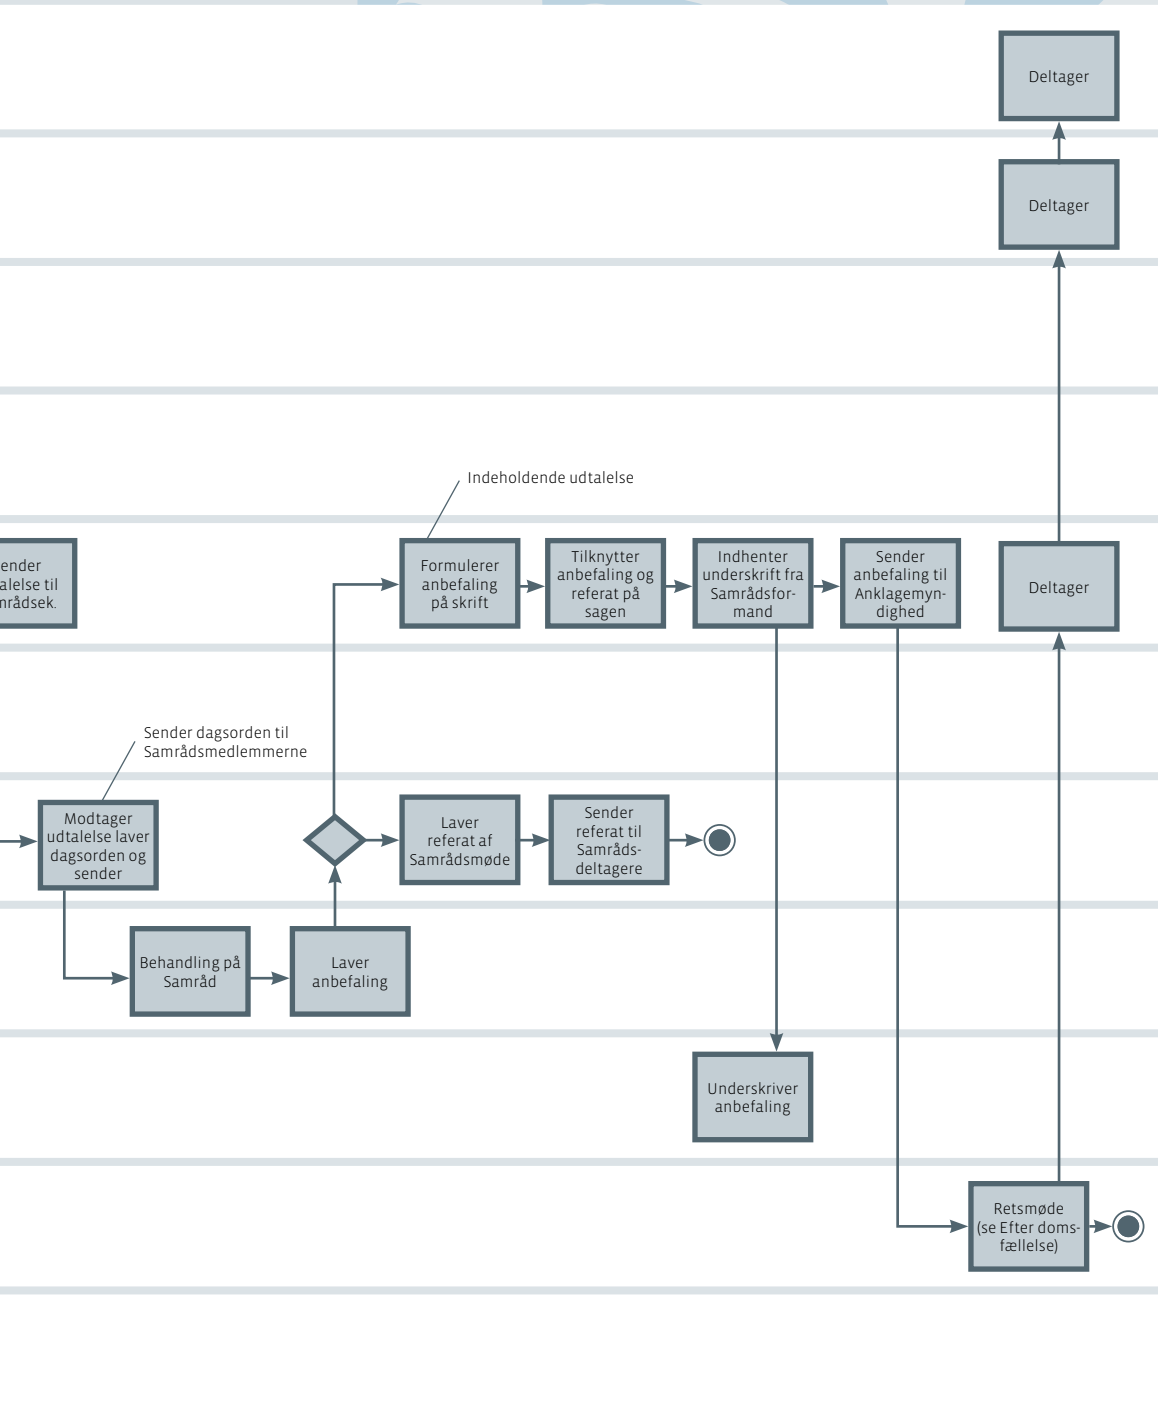 Deltager
Deltager
Indeholdende udtalelse
Formulerer
anbefaling
på skrift
Tilknytter
anbefaling og
referat på
sagen
Indhenter
underskrift fra
Samrådsfor-
mand
Sender
anbefaling til
Anklagemyn-
dighed
Deltager
ender
alelse til
mrådsek.
Sender dagsorden til
Samrådsmedlemmerne
Modtager
udtalelse laver
dagsorden og
sender
Laver
referat af
Samrådsmøde
Sender
referat til
Samråds-
deltagere
Behandling på
Samråd
Laver
anbefaling
Underskriver
anbefaling
Retsmøde
(se Efter doms-
fællelse)